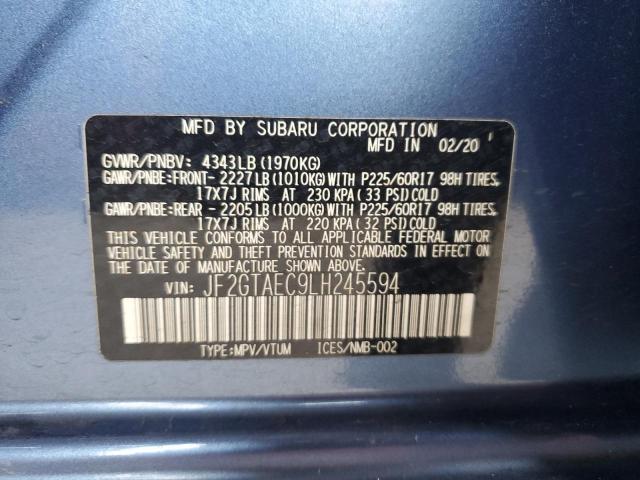 MFD BY SUBARU CORPORATION
MFD IN 02/20
GVWR/PNBV: 4343LB (1970KG)
GAWR/PNBE:FRONT- 2227LB (1010KG) WITH P225/60R17 98H TIRES,
17X7J RIMS AT 230 KPA (33 PSI) COLD
GAWR/PNBE:REAR - 2205LB (1000KG) WITH P225/60R17 98H TIRES,
17X7J RIMS AT 220 KPA (32 PSI) COLD
THIS VEHICLE CONFORMS TO ALL APPLICABLE FEDERAL MOTOR
VEHICLE SAFETY AND THEFT PREVENTION STANDARDS IN EFFECT ON
THE DATE OF MANUFACTURE SHOWN ABOVE.
VIN: JF2GTAEC9LH245594
TYPE:MPV/VTUM ICES/NMB-002